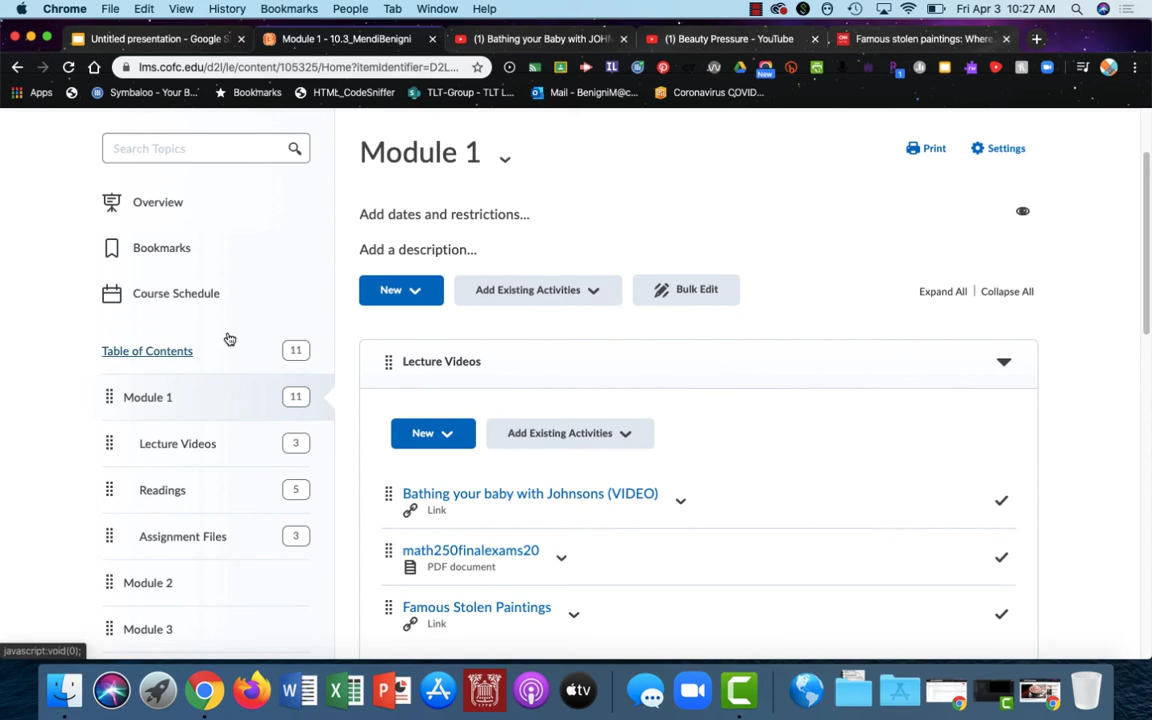 Chrome File Edit View History Bookmarks People Tab Window Help Fri Apr 3 10:27 AM
Untitled presentation - Google S Module 1 - 10.3_MendiBenigni (1) Bathing your Baby with JOH (1) Beauty Pressure - YouTube CNN Famous stolen paintings: Where
lms.cofc.edu/d2l/le/content/105325/Home?itemIdentifier=D2L... IL New 1
Apps Symbaloo - Your B... Bookmarks HTML_CodeSniffer TLT-Group - TLT L... Mail - BenigniM@c... Coronavirus COVID...
Search Topics
Module 1
Print
Settings
Overview
Add dates and restrictions...
Bookmarks
Add a description...
Course Schedule
New
Add Existing Activities
Bulk Edit
Expand All | Collapse All
Table of Contents 11
Lecture Videos
Module 1 11
Lecture Videos 3
New
Add Existing Activities
Readings 5
Bathing your baby with Johnsons (VIDEO)
Link
Assignment Files 3
math250finalexams20
PDF document
Module 2
Famous Stolen Paintings
Link
Module 3
javascript:void(0);
W X P tv C